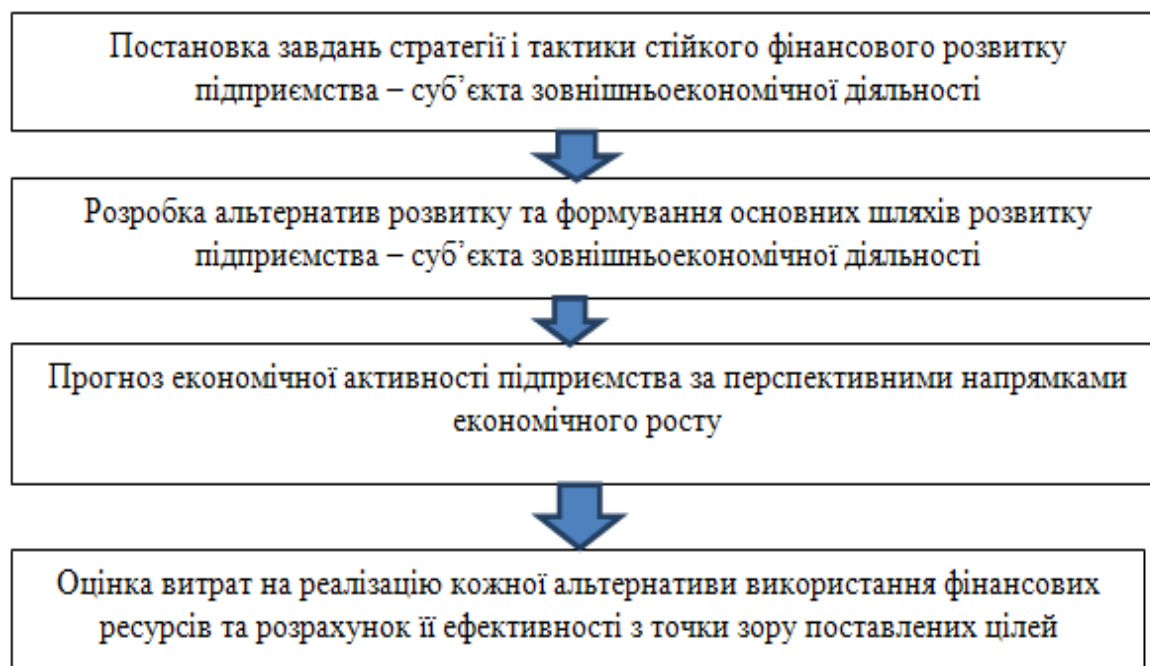 Постановка завдань стратегії і тактики стійкого фінансового розвитку
підприємства – суб’єкта зовнішньоекономічної діяльності
Розробка альтернатив розвитку та формування основних шляхів розвитку
підприємства – суб’єкта зовнішньоекономічної діяльності
Прогноз економічної активності підприємства за перспективними напрямками
економічного росту
Оцінка витрат на реалізацію кожної альтернативи використання фінансових
ресурсів та розрахунок її ефективності з точки зору поставлених цілей